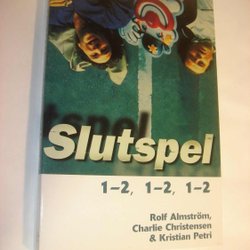 Slutspel
1-2, 1-2, 1-2
Rolf Almström,
Charlie Christensen
& Kristian Petri